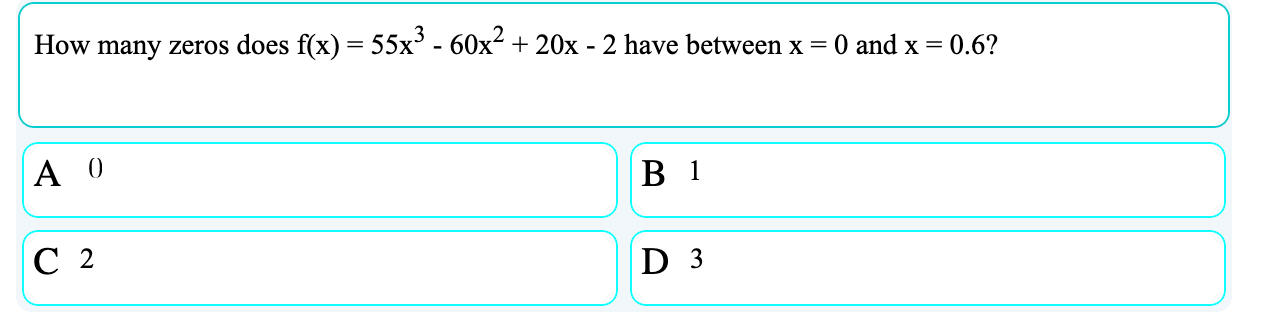 How many zeros does f(x) = 55x³ - 60x² + 20x - 2 have between x = 0 and x = 0.6?
A 0
B 1
C 2
D 3